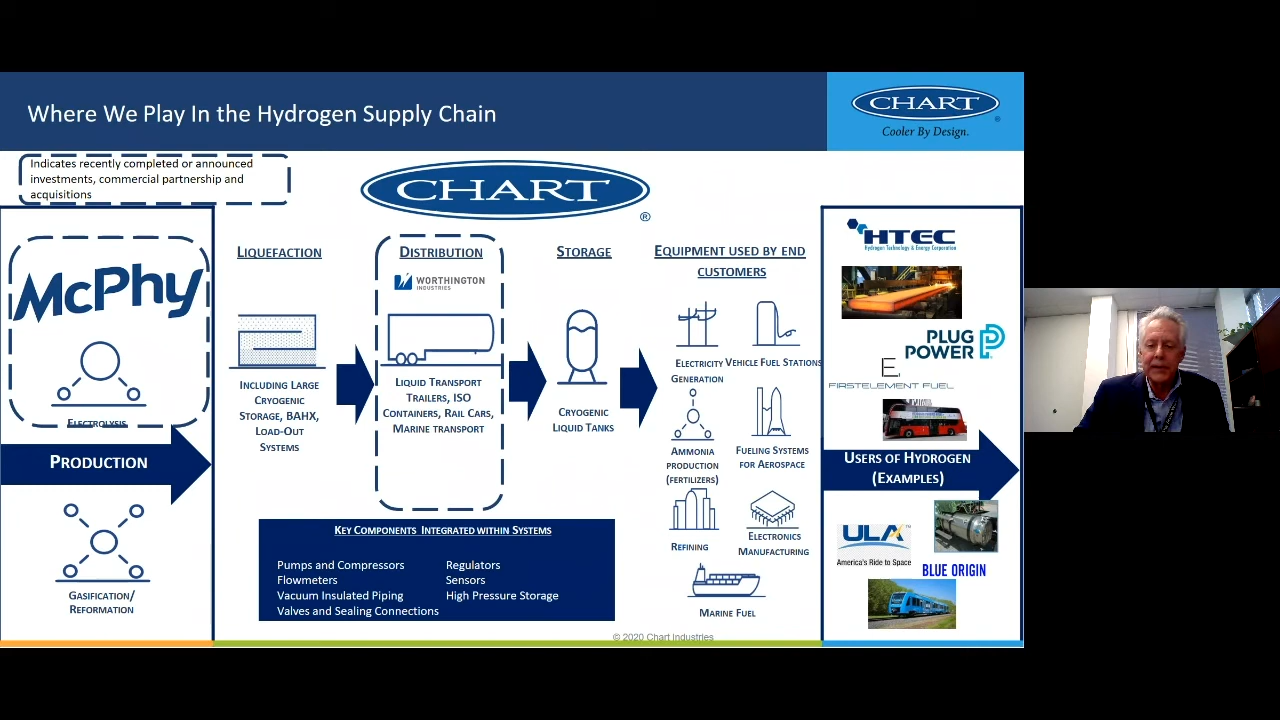 Where We Play In the Hydrogen Supply Chain
CHART
®
Cooler By Design.
Indicates recently completed or announced
investments, commercial partnership and
acquisitions
CHART
®
McPhy
ELECTROLYSIS
PRODUCTION
GASIFICATION/
REFORMATION
LIQUEFACTION
INCLUDING LARGE
CRYOGENIC
STORAGE, BAHX,
LOAD-OUT
SYSTEMS
DISTRIBUTION
WORTHINGTON
INDUSTRIES
LIQUID TRANSPORT
TRAILERS, ISO
CONTAINERS, RAIL CARS,
MARINE TRANSPORT
STORAGE
CRYOGENIC
LIQUID TANKS
EQUIPMENT USED BY END
CUSTOMERS
ELECTRICITY
GENERATION
VEHICLE FUEL STATIONS
AMMONIA
PRODUCTION
(FERTILIZERS)
FUELING SYSTEMS
FOR AEROSPACE
REFINING
ELECTRONICS
MANUFACTURING
MARINE FUEL
KEY COMPONENTS INTEGRATED WITHIN SYSTEMS
Pumps and Compressors
Flowmeters
Vacuum Insulated Piping
Valves and Sealing Connections
Regulators
Sensors
High Pressure Storage
HTEC
Hydrogen Technology & Energy Corporation
PLUG
POWER
E.
FIRSTELEMENT FUEL
USERS OF HYDROGEN
(EXAMPLES)
ULA
America's Ride to Space
BLUE ORIGIN
© 2020 Chart Industries